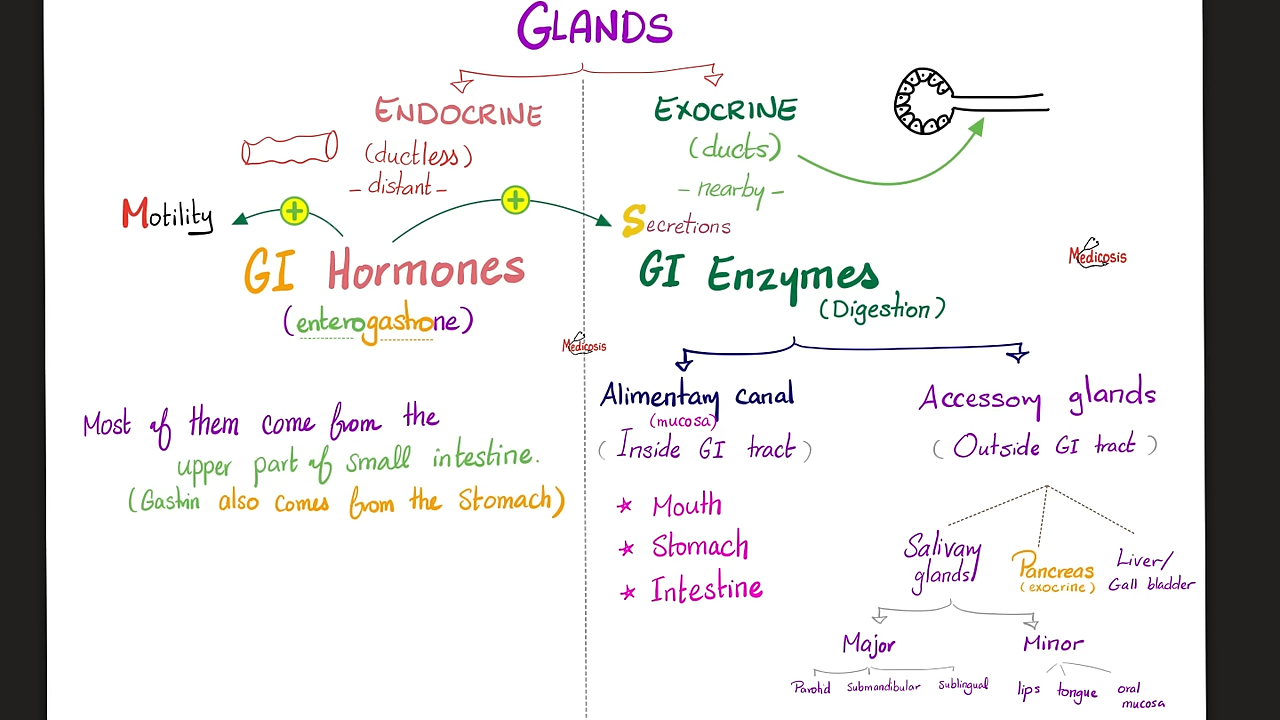 GLANDS
ENDOCRINE
(ductless)
- distant -
Motility
GI Hormones
(enterogastrone)
Most of them come from the
upper part of small intestine.
(Gastrin also comes from the Stomach)
EXOCRINE
(ducts)
- nearby -
Secretions
GI Enzymes
(Digestion)
Medicosis
Medicosis
Alimentary canal
(mucosa)
(Inside GI tract)
★ Mouth
★ Stomach
★ Intestine
Accessory glands
(Outside GI tract)
Salivary
glands
Pancreas
(exocrine)
Liver/
Gall bladder
Major
Minor
Parotid submandibular sublingual
lips tongue oral
mucosa